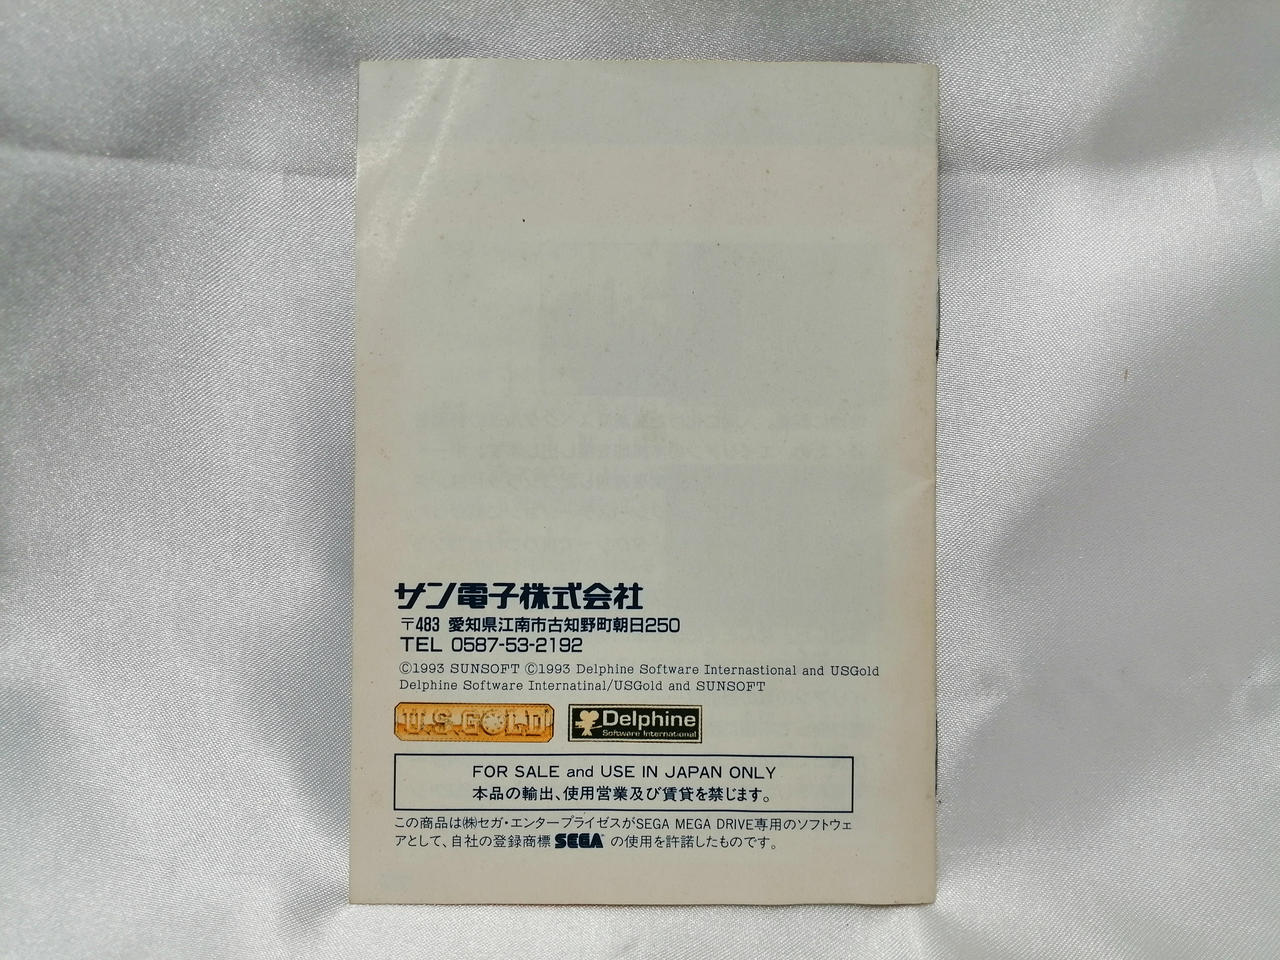 サン電子株式会社
〒483 愛知県江南市古知野町朝日250
TEL 0587-53-2192
©1993 SUNSOFT ©1993 Delphine Software Internastional and USGold
Delphine Software Internatinal/USGold and SUNSOFT
U.S.GOLD Delphine
Software International
FOR SALE and USE IN JAPAN ONLY
本品の輸出、使用営業及び賃貸を禁じます。
この商品は㈱セガ・エンタープライゼスがSEGA MEGA DRIVE専用のソフトウェ
アとして、自社の登録商標 SEGA の使用を許諾したものです。